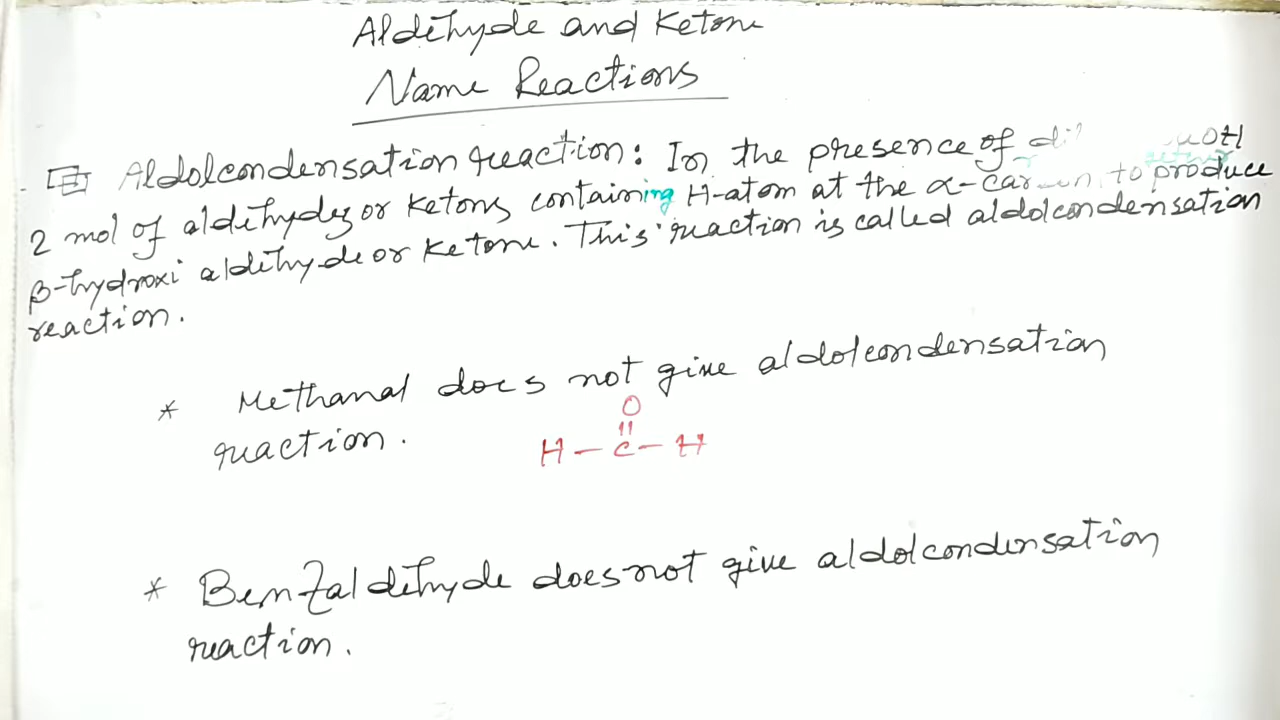 Aldehyde and Ketone
Name Reactions
Aldolcondensation reaction: In the presence of
2 mol of aldehydes or Ketons containing H-atom at the α- to produce
β-hydroxi aldehyde or Ketone. This reaction is called aldolcondensation
reaction.
* Methanal does not give aldolcondensation
reaction.
O
||
H - C - H
* Benzaldehyde does not give aldolcondensation
reaction.